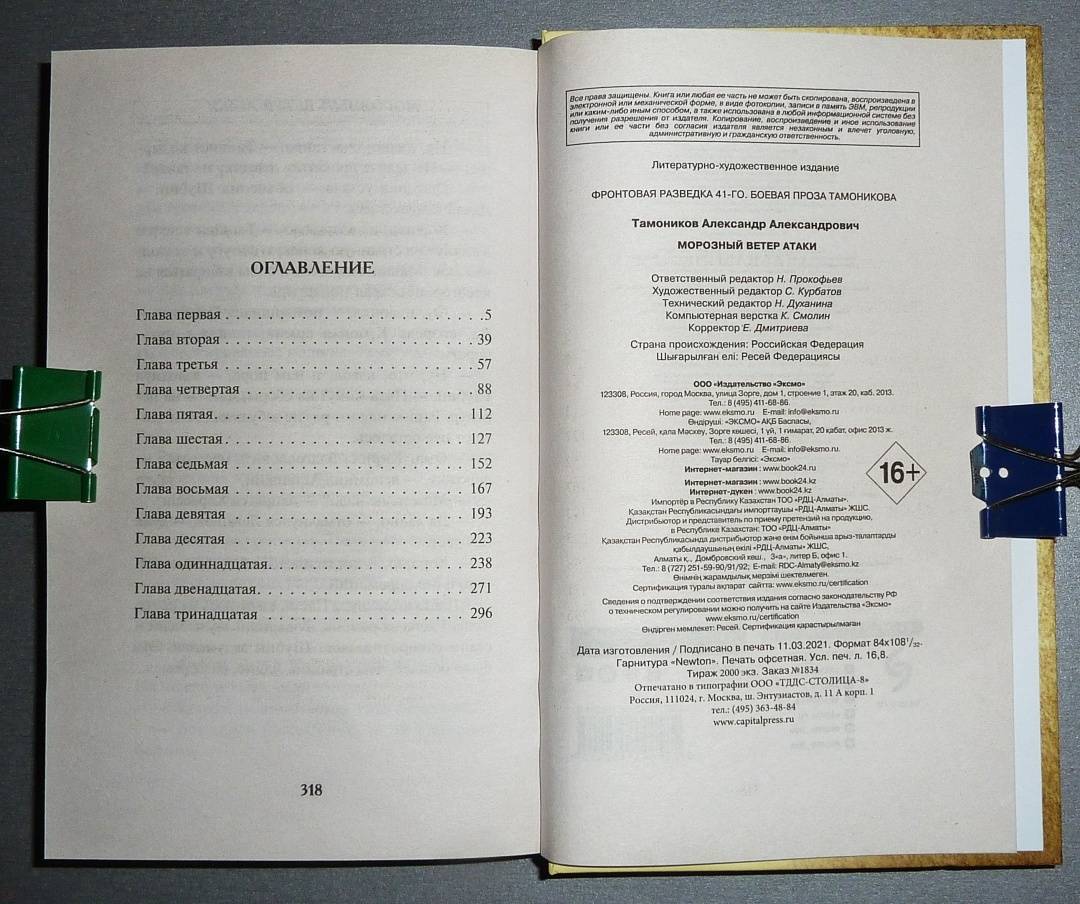 ОГЛАВЛЕНИЕ
Глава первая . . . . . . . . . . . . . . . . . . . . . . . . . . .5
Глава вторая . . . . . . . . . . . . . . . . . . . . . . . . . . 39
Глава третья . . . . . . . . . . . . . . . . . . . . . . . . . . 57
Глава четвертая . . . . . . . . . . . . . . . . . . . . . . . 88
Глава пятая. . . . . . . . . . . . . . . . . . . . . . . . . . 112
Глава шестая. . . . . . . . . . . . . . . . . . . . . . . . . 127
Глава седьмая . . . . . . . . . . . . . . . . . . . . . . . . 152
Глава восьмая . . . . . . . . . . . . . . . . . . . . . . . . 167
Глава девятая . . . . . . . . . . . . . . . . . . . . . . . . 193
Глава десятая . . . . . . . . . . . . . . . . . . . . . . . . 223
Глава одиннадцатая. . . . . . . . . . . . . . . . . . . . 238
Глава двенадцатая. . . . . . . . . . . . . . . . . . . . . 271
Глава тринадцатая . . . . . . . . . . . . . . . . . . . . . 296
318
Все права защищены. Книга или любая ее часть не может быть скопирована, воспроизведена в
электронной или механической форме, в виде фотокопии, записи в память ЭВМ, репродукции
или каким-либо иным способом, а также использована в любой информационной системе без
получения разрешения от издателя. Копирование, воспроизведение и иное использование
книги или ее части без согласия издателя является незаконным и влечет уголовную,
административную и гражданскую ответственность.
Литературно-художественное издание
ФРОНТОВАЯ РАЗВЕДКА 41-ГО. БОЕВАЯ ПРОЗА ТАМОНИКОВА
Тамоников Александр Александрович
МОРОЗНЫЙ ВЕТЕР АТАКИ
Ответственный редактор Н. Прокофьев
Художественный редактор С. Курбатов
Технический редактор Н. Духанина
Компьютерная верстка К. Смолин
Корректор Е. Дмитриева
Страна происхождения: Российская Федерация
Шығарылған елі: Ресей Федерациясы
ООО «Издательство «Эксмо»
123308, Россия, город Москва, улица Зорге, дом 1, строение 1, этаж 20, каб. 2013.
Тел.: 8 (495) 411-68-86.
Home page: www.eksmo.ru E-mail: info@eksmo.ru
Өндіруші: «ЭКСМО» АҚБ Баспасы,
123308, Ресей, қала Мәскеу, Зорге көшесі, 1 үй, 1 ғимарат, 20 қабат, офис 2013 ж.
Тел.: 8 (495) 411-68-86.
Home page: www.eksmo.ru E-mail: info@eksmo.ru.
Тауар белгісі: «Эксмо»
Интернет-магазин : www.book24.ru
Интернет-магазин : www.book24.kz
Интернет-дукен : www.book24.kz
Импортёр в Республику Казахстан ТОО «РДЦ-Алматы».
Қазақстан Республикасындағы импорттаушы «РДЦ-Алматы» ЖШС.
Дистрибьютор и представитель по приему претензий на продукцию,
в Республике Казахстан: ТОО «РДЦ-Алматы»
Қазақстан Республикасында дистрибьютор және өнім бойынша арыз-талаптарды
қабылдаушының өкілі «РДЦ-Алматы» ЖШС,
Алматы қ., Домбровский көш., 3«а», литер Б, офис 1.
Тел.: 8 (727) 251-59-90/91/92; E-mail: RDC-Almaty@eksmo.kz
Өнімнің жарамдылық мерзімі шектелмеген.
Сертификация туралы ақпарат сайтта: www.eksmo.ru/certification
Сведения о подтверждении соответствия издания согласно законодательству РФ
о техническом регулировании можно получить на сайте Издательства «Эксмо»
www.eksmo.ru/certification
Өндірген мемлекет: Ресей. Сертификация қарастырылмаған
16+
Дата изготовления / Подписано в печать 11.03.2021. Формат 84x108 1/32.
Гарнитура «Newton». Печать офсетная. Усл. печ. л. 16,8.
Тираж 2000 экз. Заказ №1834
Отпечатано в типографии ООО «ТДДС-СТОЛИЦА-8»
Россия, 111024, г. Москва, ш. Энтузиастов, д. 11 А корп. 1
тел.: (495) 363-48-84
www.capitalpress.ru